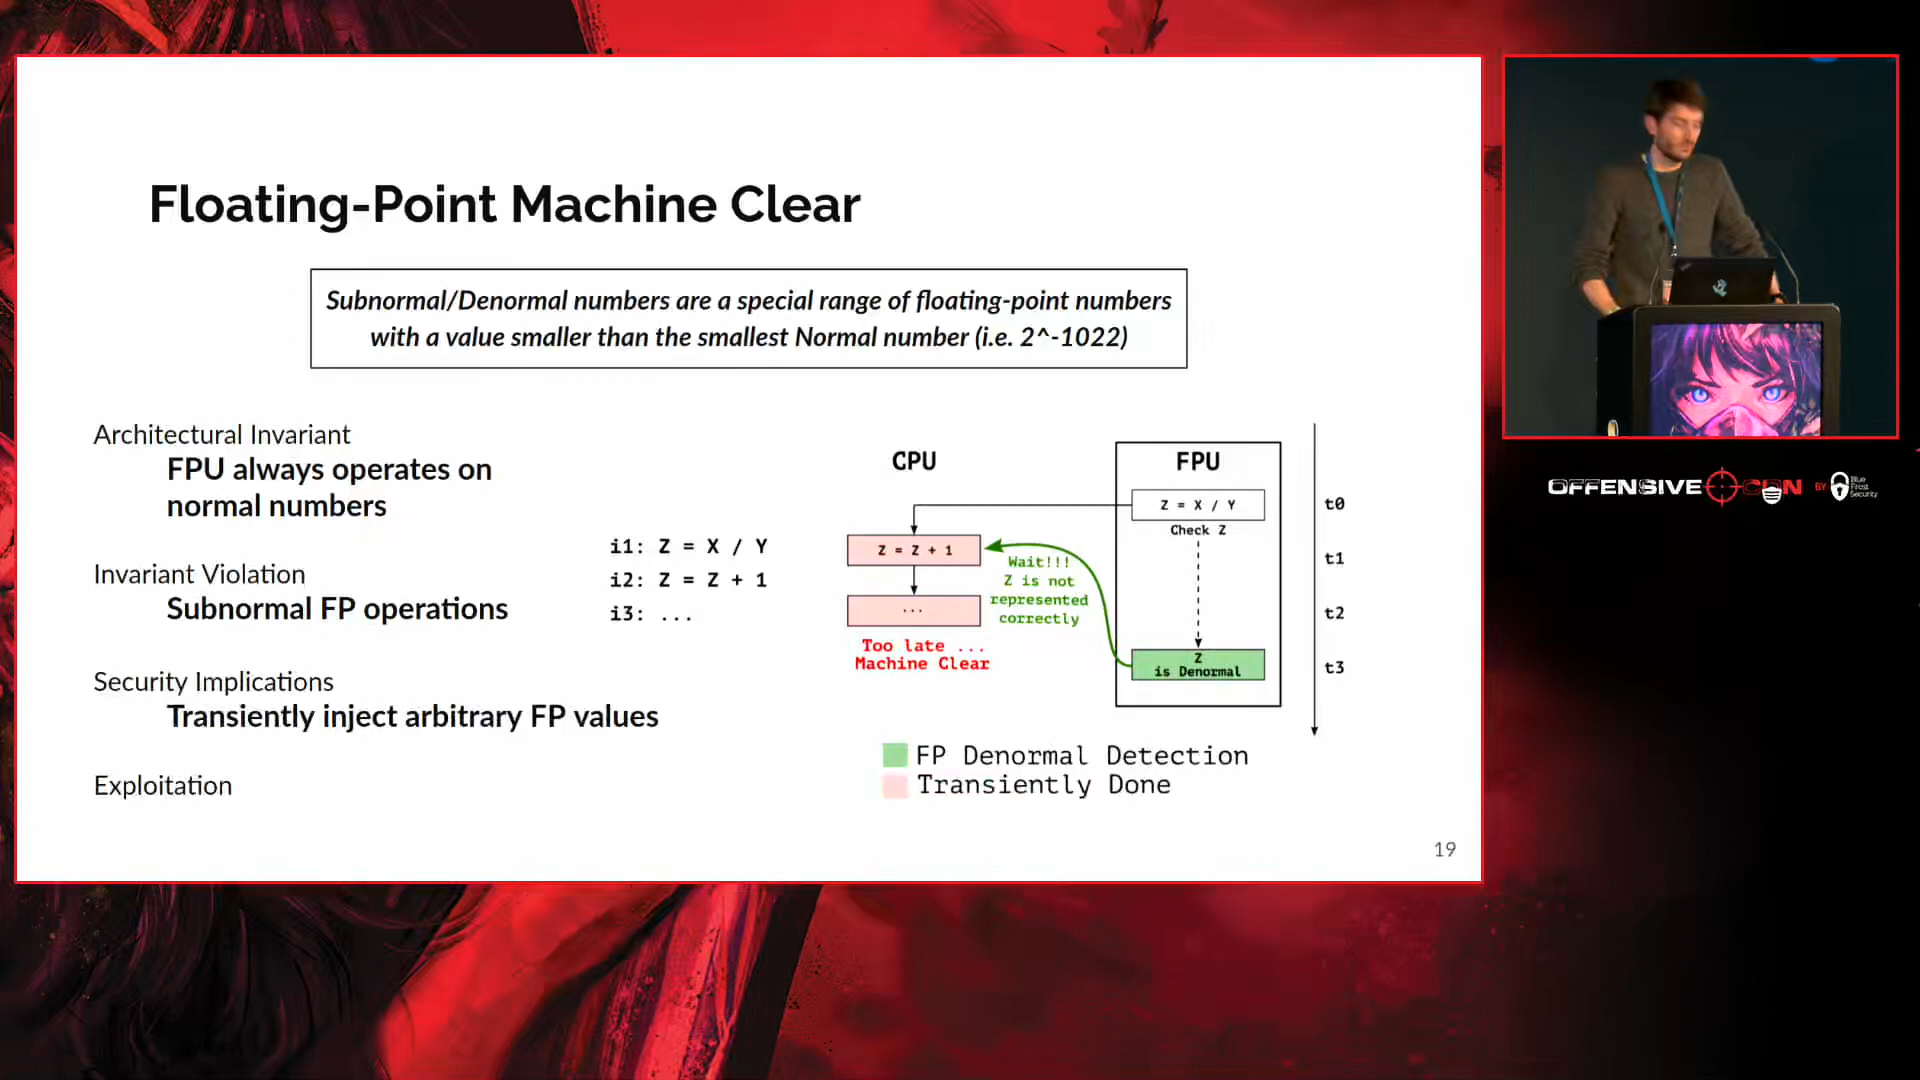 Floating-Point Machine Clear
Subnormal/Denormal numbers are a special range of floating-point numbers
with a value smaller than the smallest Normal number (i.e. 2^-1022)
Architectural Invariant
FPU always operates on
normal numbers
Invariant Violation
Subnormal FP operations
Security Implications
Transiently inject arbitrary FP values
Exploitation
i1: Z = X / Y
i2: Z = Z + 1
i3: ...
CPU
FPU
Z = X / Y
Check Z
Z = Z + 1
...
Wait!!!
Z is not
represented
correctly
Too late ...
Machine Clear
Z
is Denormal
t0
t1
t2
t3
FP Denormal Detection
Transiently Done
19
OFFENSIVE CON BY Blue
Frost
Security